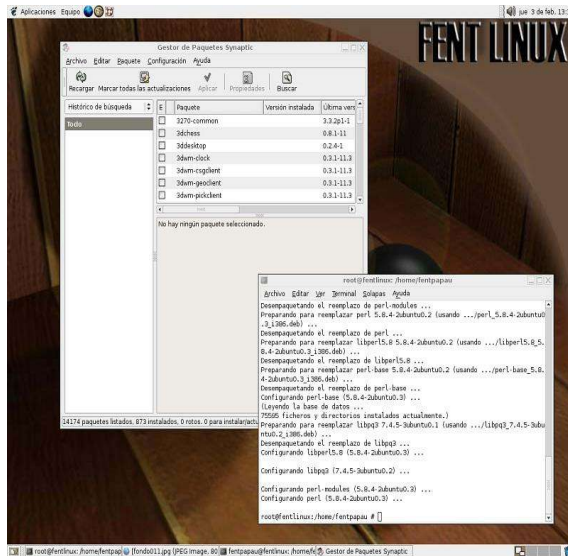 Aplicaciones Equipo
jue 3 de feb, 13:
FENT LINUX
Gestor de Paquetes Synaptic
Archivo Editar Paquete Configuración Ayuda
Recargar Marcar todas las actualizaciones Aplicar Propiedades Buscar
Histórico de búsqueda
E Paquete Versión instalada Última vers
Todo
3270-common 3.3.2p1-1
3dchess 0.8.1-11
3ddesktop 0.2.4-1
3dwm-clock 0.3.1-11.3
3dwm-csgclient 0.3.1-11.3
3dwm-geoclient 0.3.1-11.3
3dwm-pickclient 0.3.1-11.3
No hay ningún paquete seleccionado.
14174 paquetes listados, 873 instalados, 0 rotos. 0 para instalar/actu
root@fentlinux: /home/fentpapau
Archivo Editar Ver Terminal Solapas Ayuda
Desempaquetando el reemplazo de perl-modules ...
Preparando para reemplazar perl 5.8.4-2ubuntu0.2 (usando .../perl_5.8.4-2ubuntu0
.3_i386.deb) ...
Desempaquetando el reemplazo de perl ...
Preparando para reemplazar libperl5.8 5.8.4-2ubuntu0.2 (usando .../libperl5.8_5.
8.4-2ubuntu0.3_i386.deb) ...
Desempaquetando el reemplazo de libperl5.8 ...
Preparando para reemplazar perl-base 5.8.4-2ubuntu0.2 (usando .../perl-base_5.8.
4-2ubuntu0.3_i386.deb) ...
Desempaquetando el reemplazo de perl-base ...
Configurando perl-base (5.8.4-2ubuntu0.3) ...
(Leyendo la base de datos ...
75595 ficheros y directorios instalados actualmente.)
Preparando para reemplazar libpq3 7.4.5-3ubuntu0.1 (usando .../libpq3_7.4.5-3ubu
ntu0.2_i386.deb) ...
Desempaquetando el reemplazo de libpq3 ...
Configurando libperl5.8 (5.8.4-2ubuntu0.3) ...
Configurando libpq3 (7.4.5-3ubuntu0.2) ...
Configurando perl-modules (5.8.4-2ubuntu0.3) ...
Configurando perl (5.8.4-2ubuntu0.3) ...
root@fentlinux:/home/fentpapau #
root@fentlinux: /home/fentpap [fondo011.jpg (JPEG Image, 80 fentpapau@fentlinux: /home/fe Gestor de Paquetes Synaptic